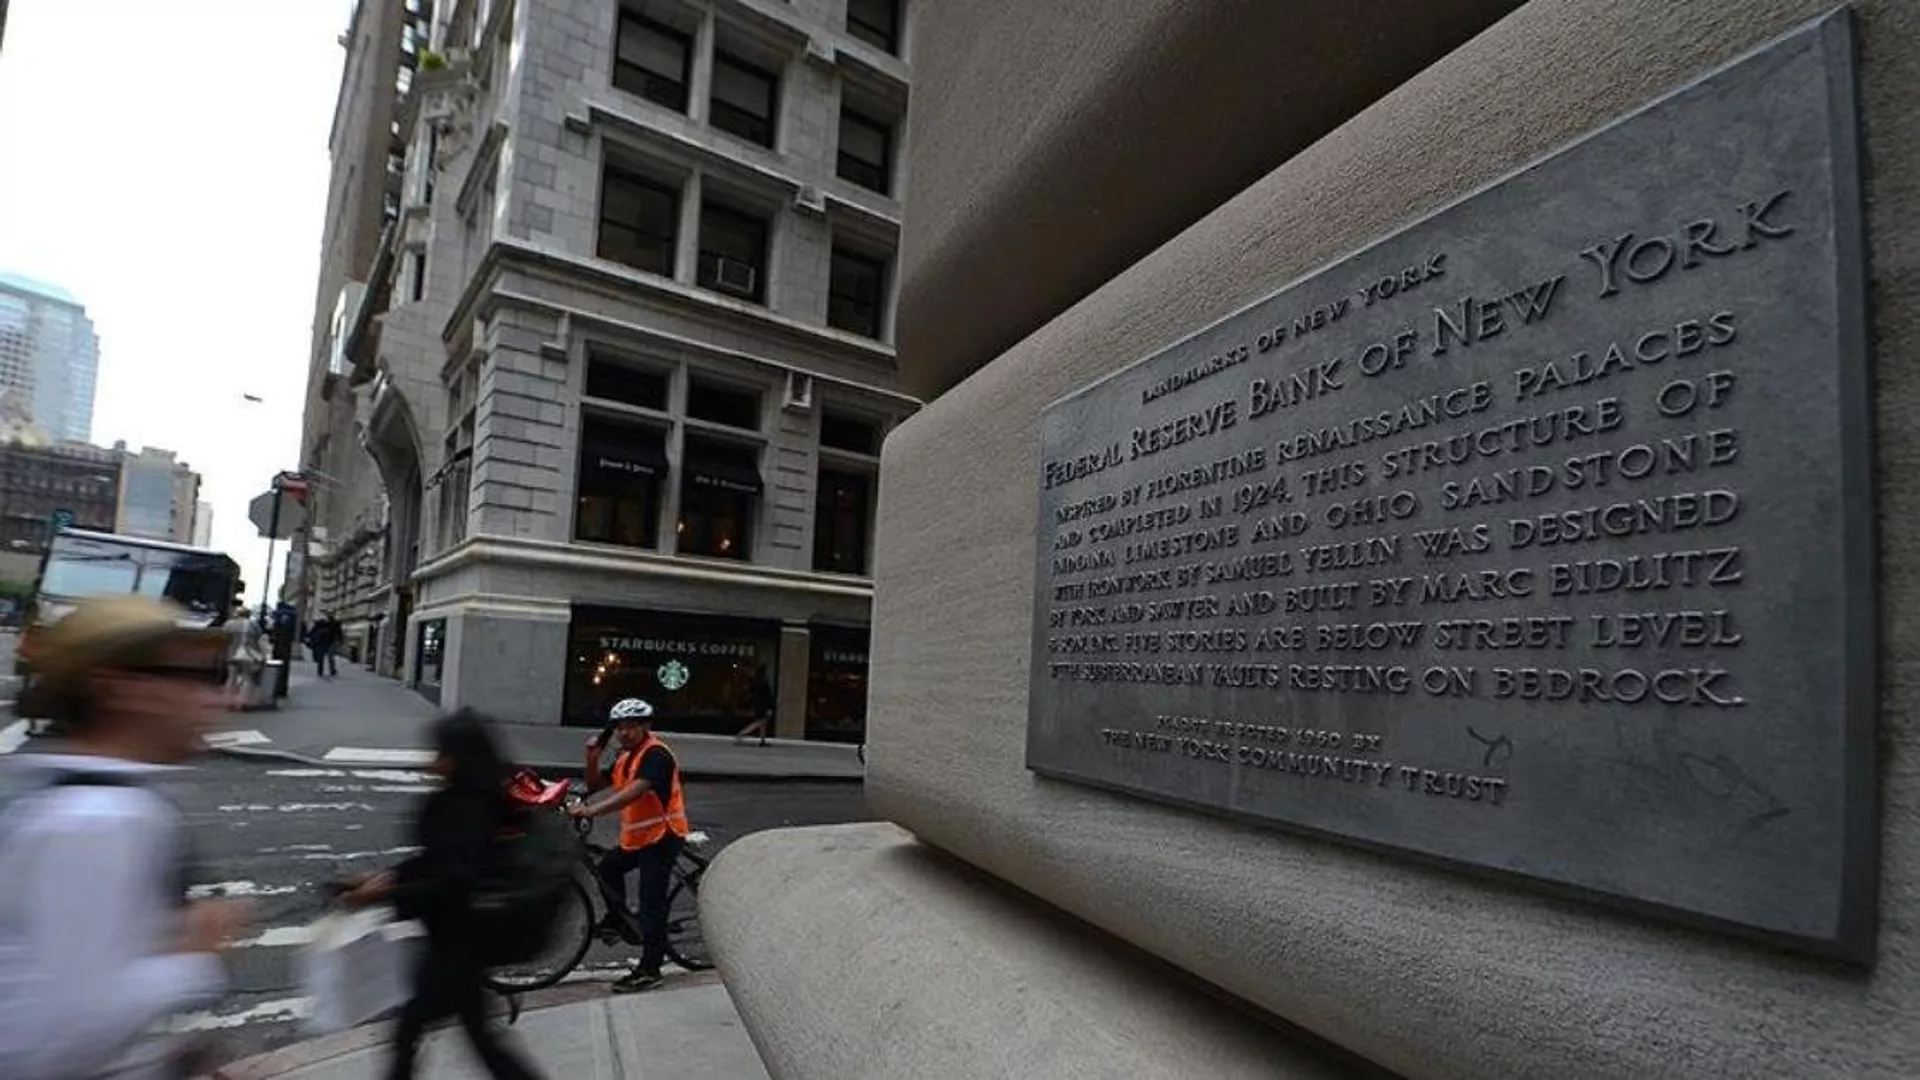 LANDMARKS OF NEW YORK
FEDERAL RESERVE BANK OF NEW YORK
INSPIRED BY FLORENTINE RENAISSANCE PALACES
AND COMPLETED IN 1924, THIS STRUCTURE OF
INDIANA LIMESTONE AND OHIO SANDSTONE
WITH IRONWORK BY SAMUEL YELLIN WAS DESIGNED
BY YORK AND SAWYER AND BUILT BY MARC EIDLITZ
& SON, INC. FIVE STORIES ARE BELOW STREET LEVEL
WITH SUBTERRANEAN VAULTS RESTING ON BEDROCK.
ERECTED 1960 BY
THE NEW YORK COMMUNITY TRUST
STARBUCKS COFFEE
STARB